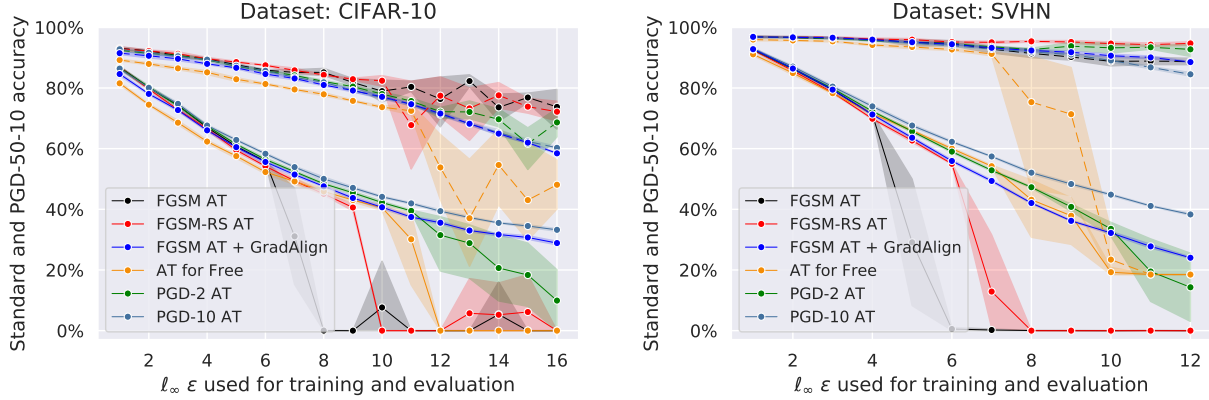 Dataset: CIFAR-10
Standard and PGD-50-10 accuracy
100%
80%
60%
40%
20%
0%
FGSM AT
FGSM-RS AT
FGSM AT + GradAlign
AT for Free
PGD-2 AT
PGD-10 AT
2 4 6 8 10 12 14 16
ℓ∞ ε used for training and evaluation
Dataset: SVHN
Standard and PGD-50-10 accuracy
100%
80%
60%
40%
20%
0%
FGSM AT
FGSM-RS AT
FGSM AT + GradAlign
AT for Free
PGD-2 AT
PGD-10 AT
2 4 6 8 10 12
ℓ∞ ε used for training and evaluation